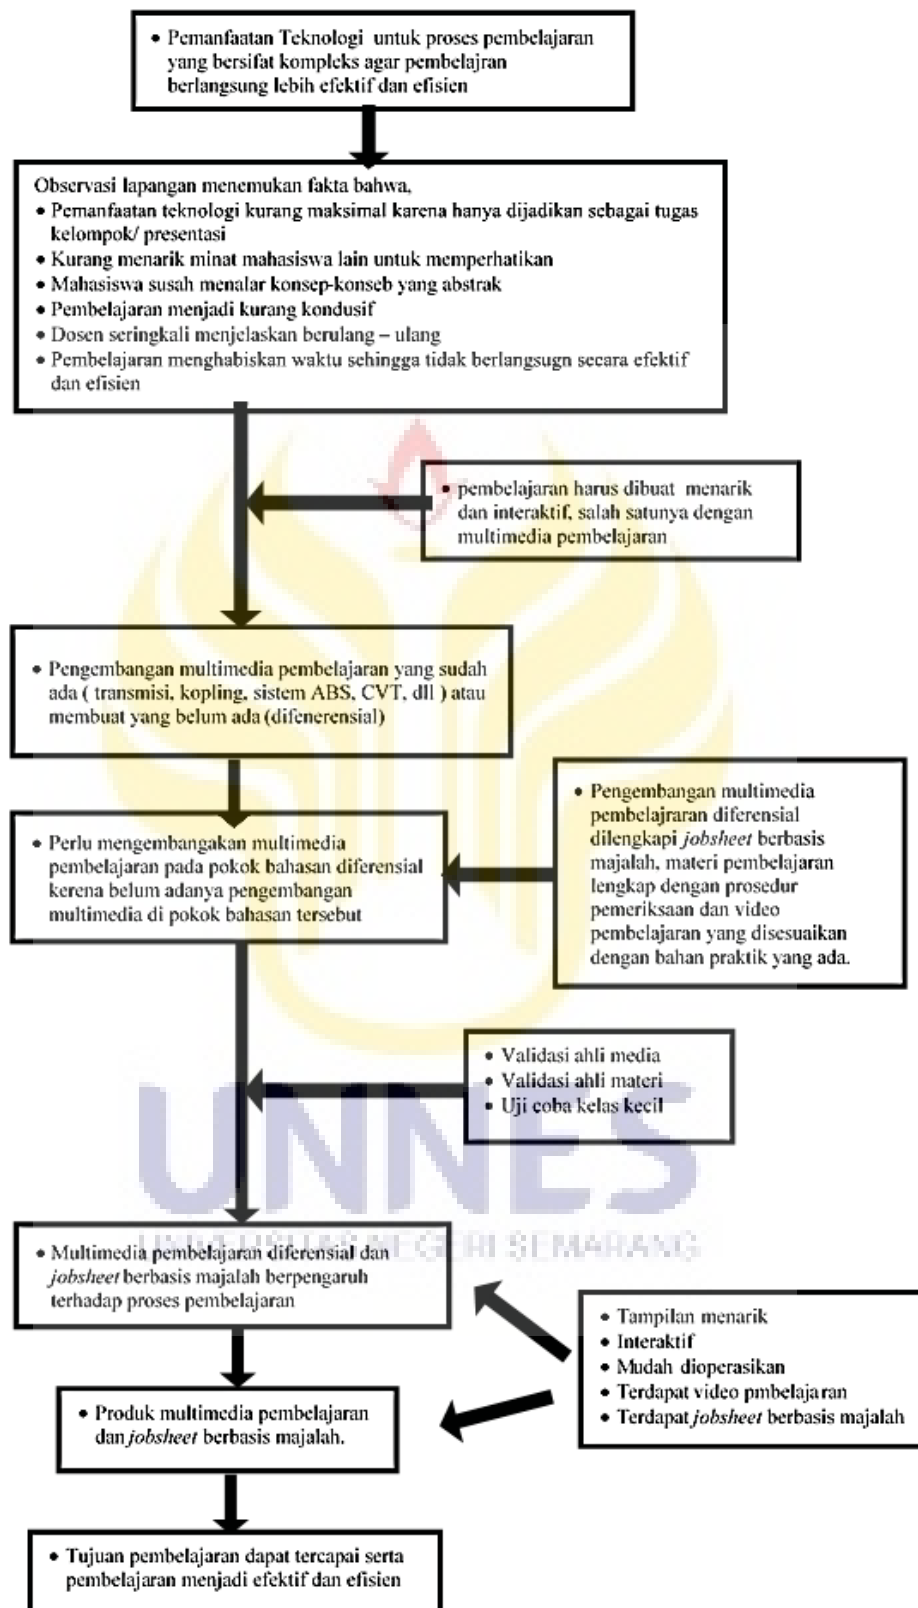 • Pemanfaatan Teknologi untuk proses pembelajaran
yang bersifat kompleks agar pembelajran
berlangsung lebih efektif dan efisien
Observasi lapangan menemukan fakta bahwa,
• Pemanfaatan teknologi kurang maksimal karena hanya dijadikan sebagai tugas
kelompok/ presentasi
• Kurang menarik minat mahasiswa lain untuk memperhatikan
• Mahasiswa susah menalar konsep-konseb yang abstrak
• Pembelajaran menjadi kurang kondusif
• Dosen seringkali menjelaskan berulang – ulang
• Pembelajaran menghabiskan waktu sehingga tidak berlangsugn secara efektif
dan efisien
• pembelajaran harus dibuat menarik
dan interaktif, salah satunya dengan
multimedia pembelajaran
• Pengembangan multimedia pembelajaran yang sudah
ada ( transmisi, kopling, sistem ABS, CVT, dll ) atau
membuat yang belum ada (difenerensial)
• Perlu mengembangakan multimedia
pembelajaran pada pokok bahasan diferensial
kerena belum adanya pengembangan
multimedia di pokok bahasan tersebut
• Pengembangan multimedia
pembelajraran diferensial
dilengkapi jobsheet berbasis
majalah, materi pembelajaran
lengkap dengan prosedur
pemeriksaan dan video
pembelajaran yang disesuaikan
dengan bahan praktik yang ada.
• Validasi ahli media
• Validasi ahli materi
• Uji coba kelas kecil
UNNES
UNIVERSITAS NEGERI SEMARANG
• Multimedia pembelajaran diferensial dan
jobsheet berbasis majalah berpengaruh
terhadap proses pembelajaran
• Tampilan menarik
• Interaktif
• Mudah dioperasikan
• Terdapat video pmbelajaran
• Terdapat jobsheet berbasis majalah
• Produk multimedia pembelajaran
dan jobsheet berbasis majalah.
• Tujuan pembelajaran dapat tercapai serta
pembelajaran menjadi efektif dan efisien